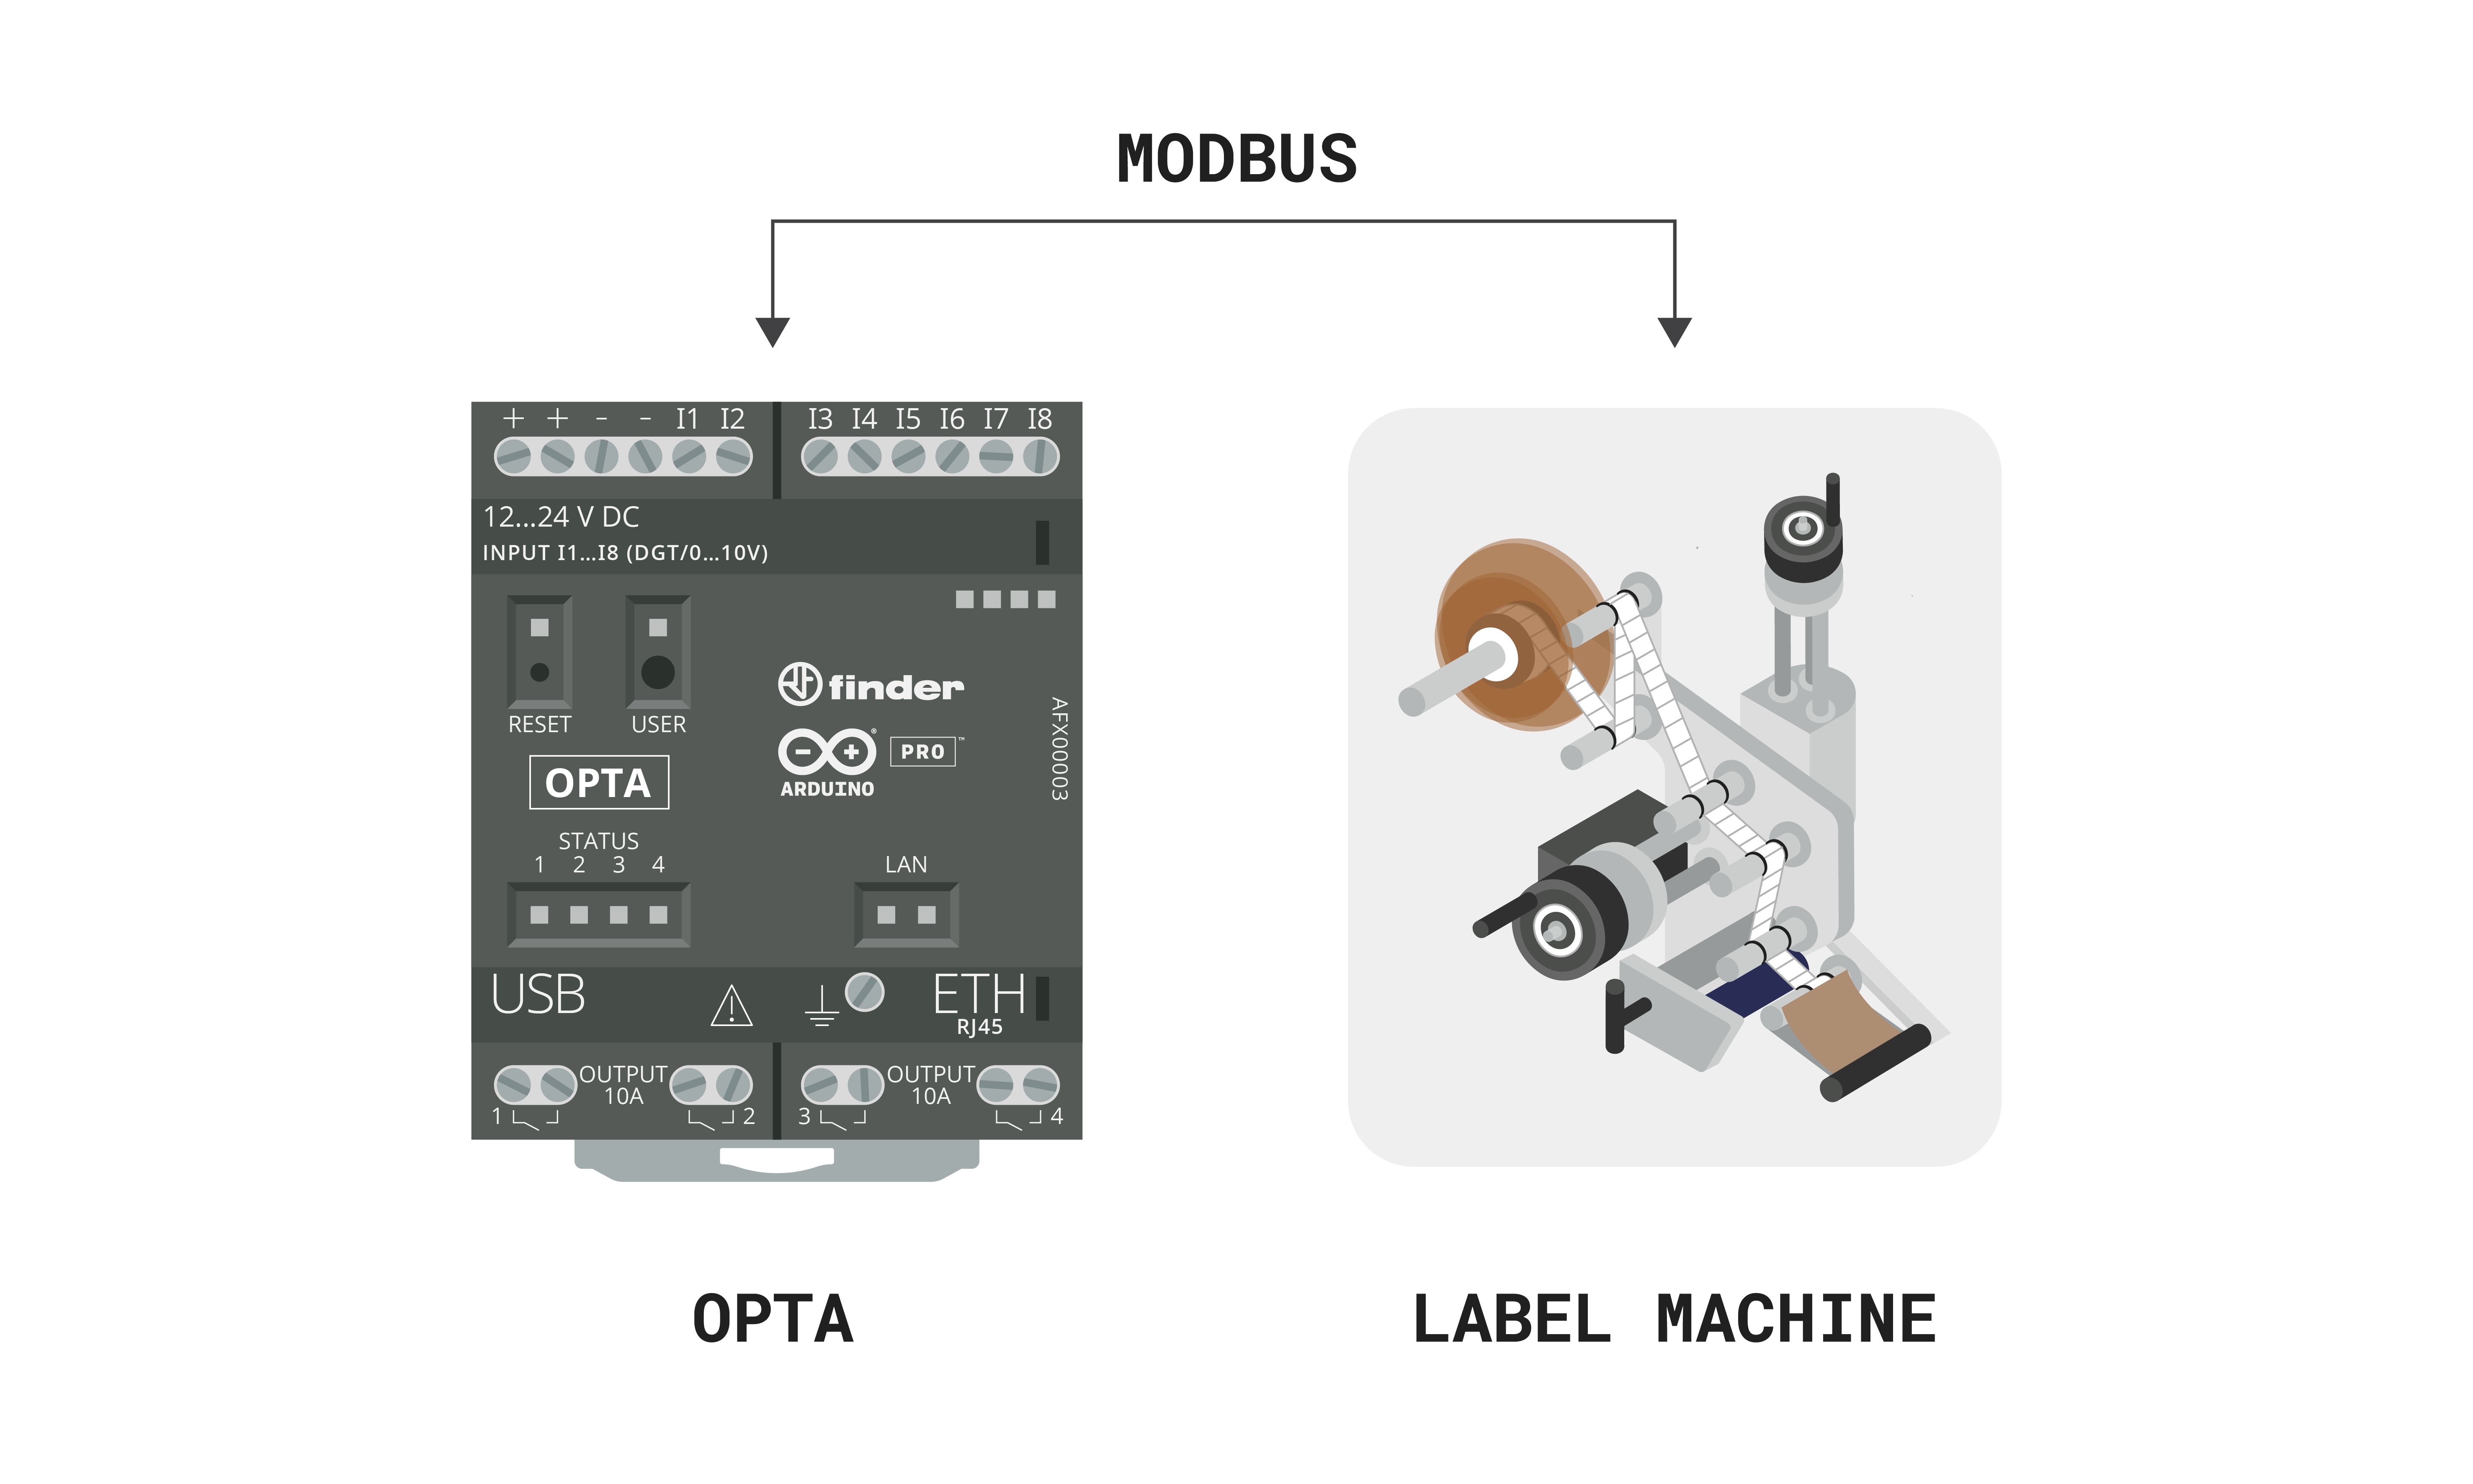 MODBUS
+ + - - I1 I2 I3 I4 I5 I6 I7 I8
12...24 V DC
INPUT I1...I8 (DGT/0...10V)
RESET USER
finder
ARDUINO® PRO™
AFX00003
OPTA
STATUS
1 2 3 4
LAN
USB
ETH
RJ45
OUTPUT
10A
1 2
OUTPUT
10A
3 4
OPTA
LABEL MACHINE